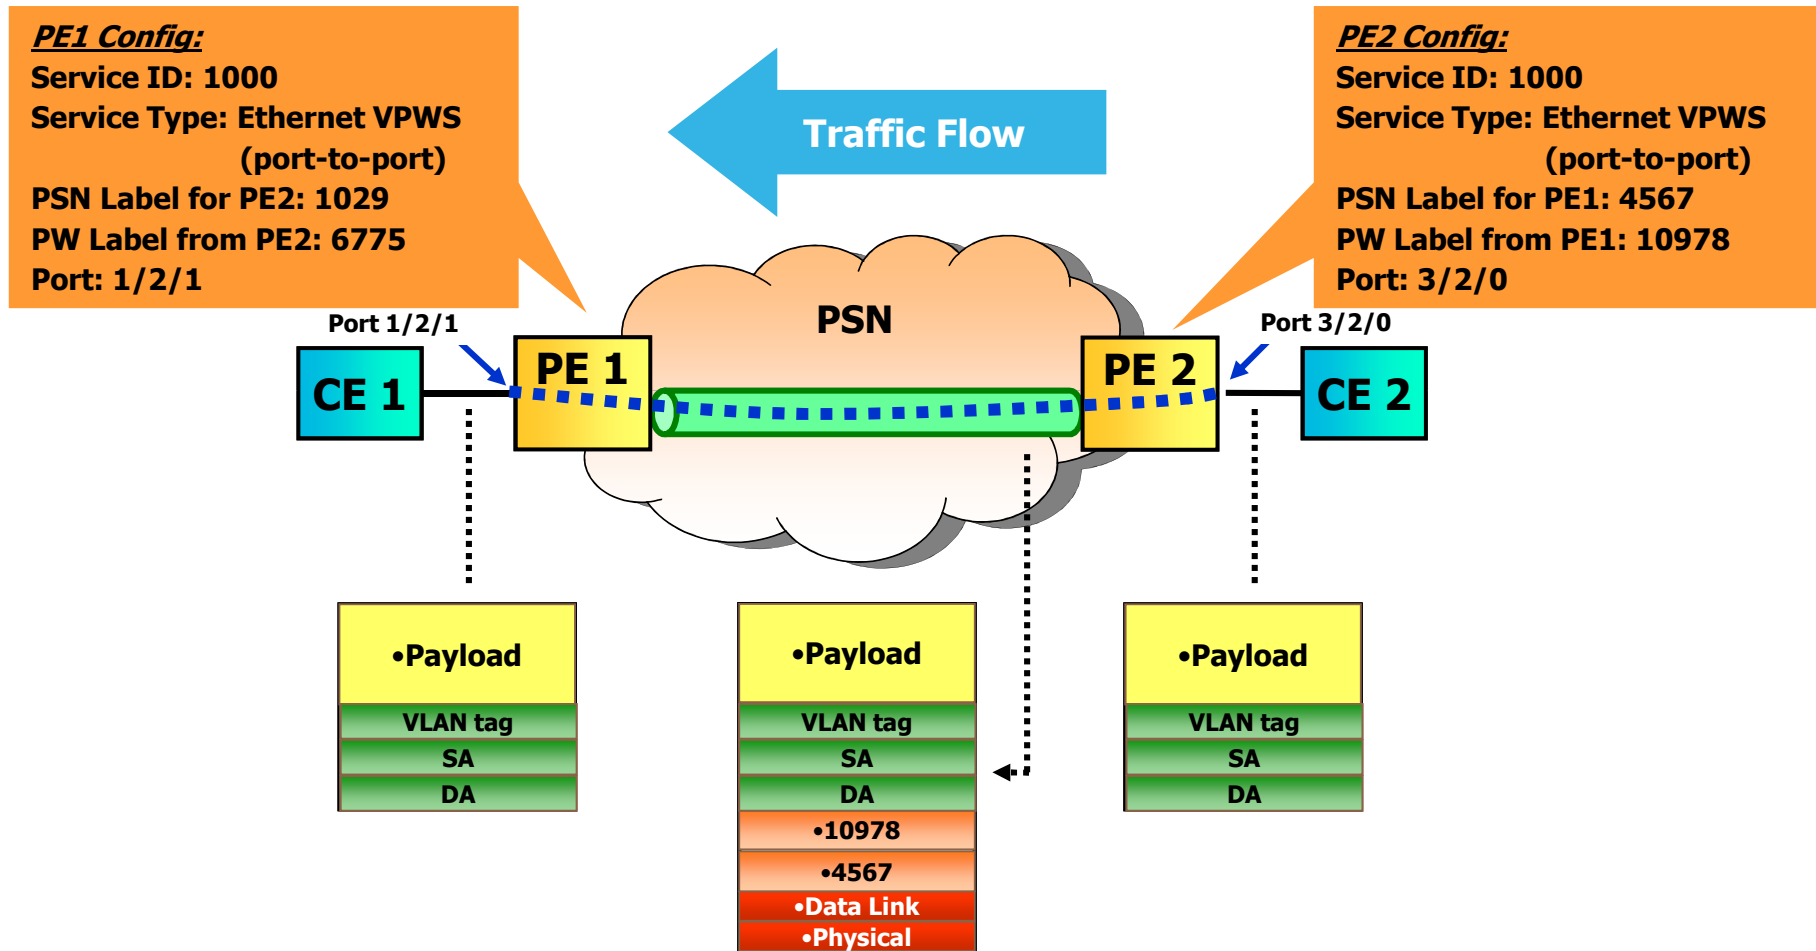 PE1 Config:
Service ID: 1000
Service Type: Ethernet VPWS
(port-to-port)
PSN Label for PE2: 1029
PW Label from PE2: 6775
Port: 1/2/1
Traffic Flow
PE2 Config:
Service ID: 1000
Service Type: Ethernet VPWS
(port-to-port)
PSN Label for PE1: 4567
PW Label from PE1: 10978
Port: 3/2/0
Port 1/2/1
PSN
Port 3/2/0
CE 1
PE 1
PE 2
CE 2
•Payload
VLAN tag
SA
DA
•Payload
VLAN tag
SA
DA
•10978
•4567
•Data Link
•Physical
•Payload
VLAN tag
SA
DA